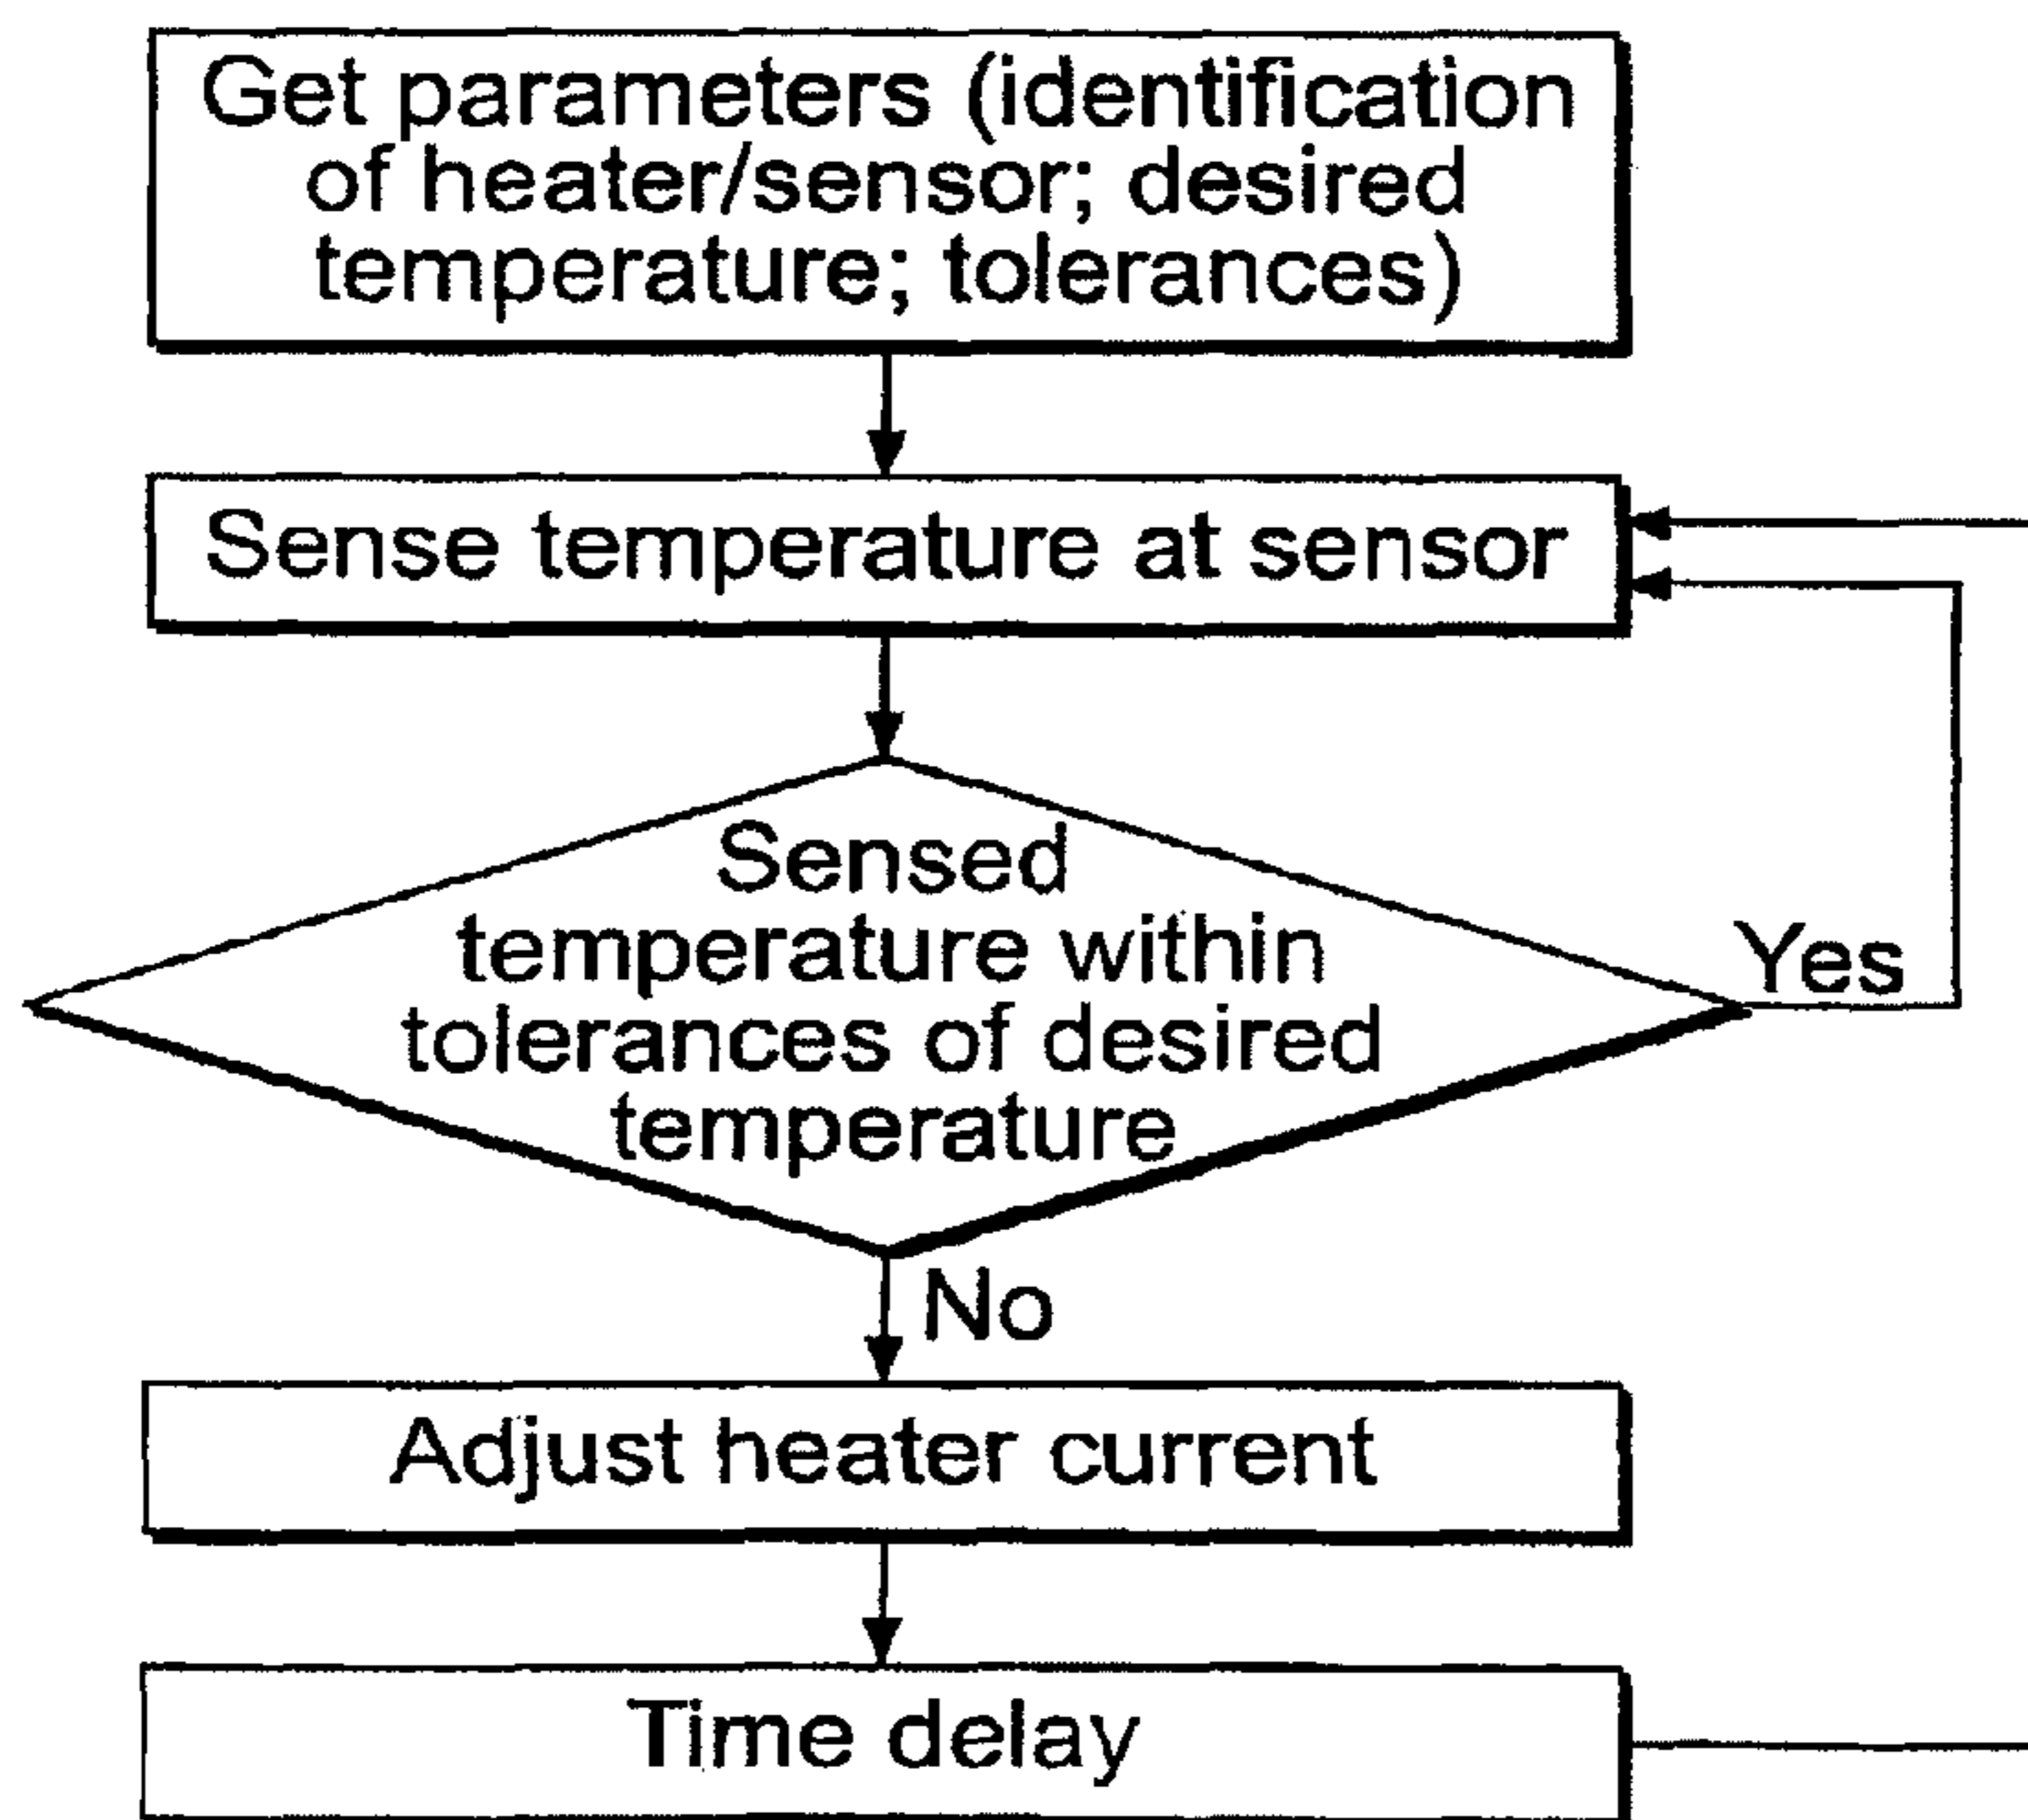 Get parameters (identification
of heater/sensor; desired
temperature; tolerances)
Sense temperature at sensor
Sensed
temperature within
tolerances of desired
temperature
Yes
No
Adjust heater current
Time delay